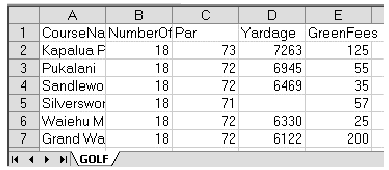 A B C D E
1 CourseNa NumberOf Par Yardage GreenFees
2 Kapalua P 18 73 7263 125
3 Pukalani 18 72 6945 55
4 Sandlewo 18 72 6469 35
5 Silverswor 18 71 57
6 Waiehu M 18 72 6330 25
7 Grand Wa 18 72 6122 200
GOLF